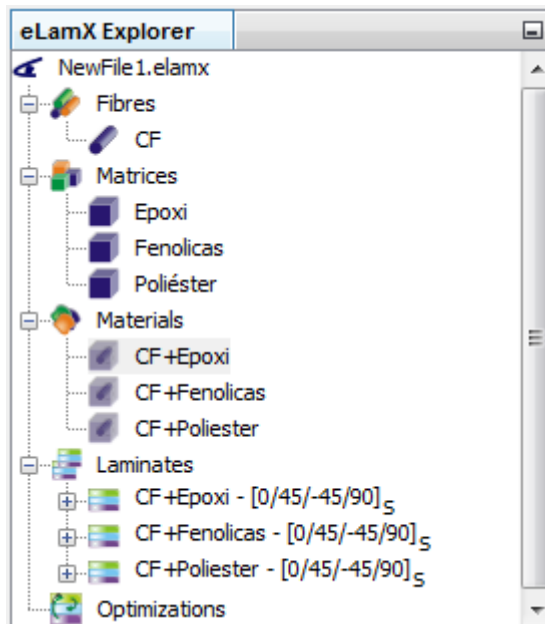 eLamX Explorer
NewFile1.elamx
Fibres
CF
Matrices
Epoxi
Fenolicas
Poliéster
Materials
CF+Epoxi
CF+Fenolicas
CF+Poliester
Laminates
CF+Epoxi - [0/45/-45/90]S
CF+Fenolicas - [0/45/-45/90]S
CF+Poliester - [0/45/-45/90]S
Optimizations